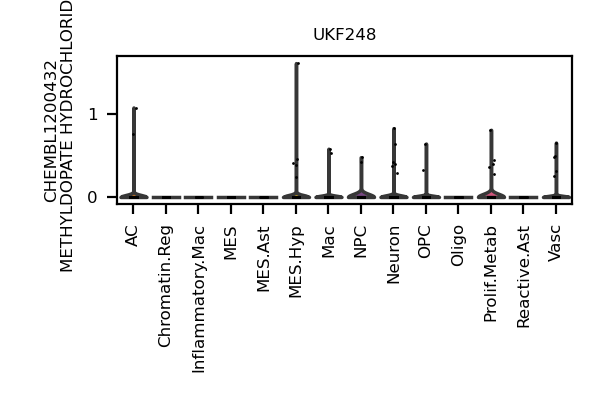 UKF248
CHEMBL1200432
METHYLDOPATE HYDROCHLORID
1
0
AC
Chromatin.Reg
Inflammatory.Mac
MES
MES.Ast
MES.Hyp
Mac
NPC
Neuron
OPC
Oligo
Prolif.Metab
Reactive.Ast
Vasc